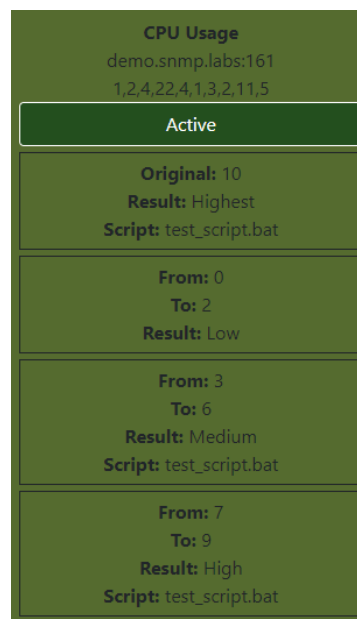 CPU Usage
demo.snmp.labs:161
1,2,4,22,4,1,3,2,11,5
Active
Original: 10
Result: Highest
Script: test_script.bat
From: 0
To: 2
Result: Low
From: 3
To: 6
Result: Medium
Script: test_script.bat
From: 7
To: 9
Result: High
Script: test_script.bat